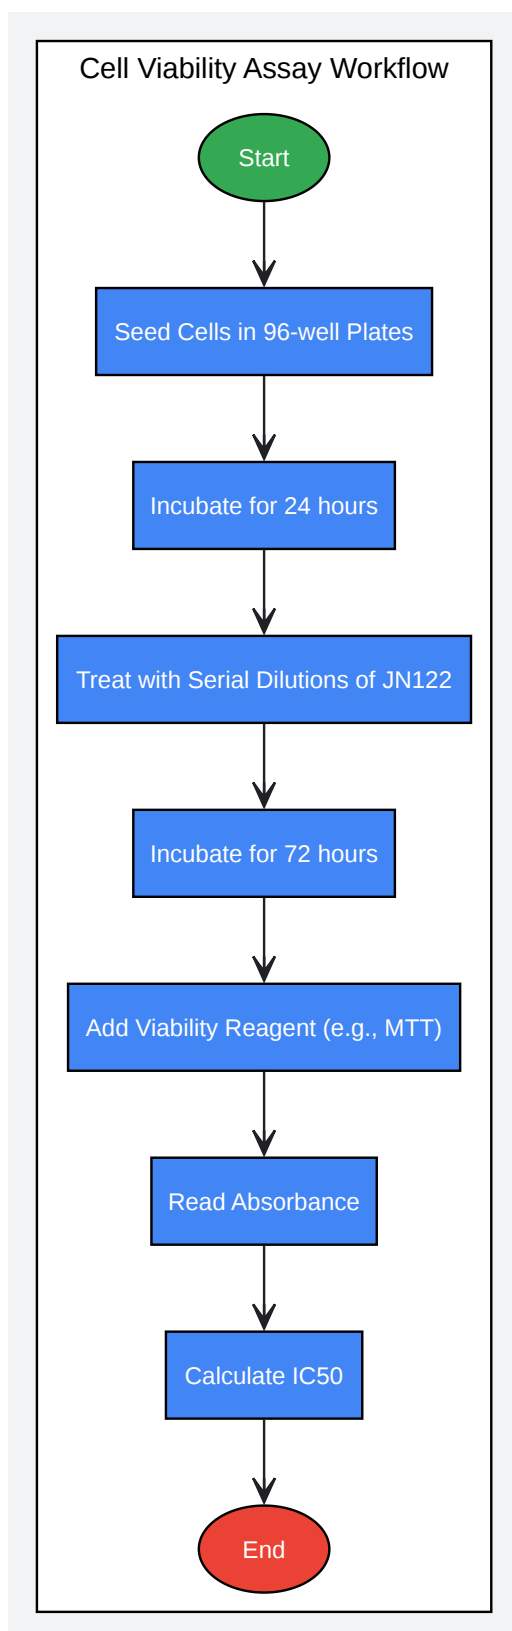 Cell Viability Assay Workflow
Start
Seed Cells in 96-well Plates
Incubate for 24 hours
Treat with Serial Dilutions of JN122
Incubate for 72 hours
Add Viability Reagent (e.g., MTT)
Read Absorbance
Calculate IC50
End